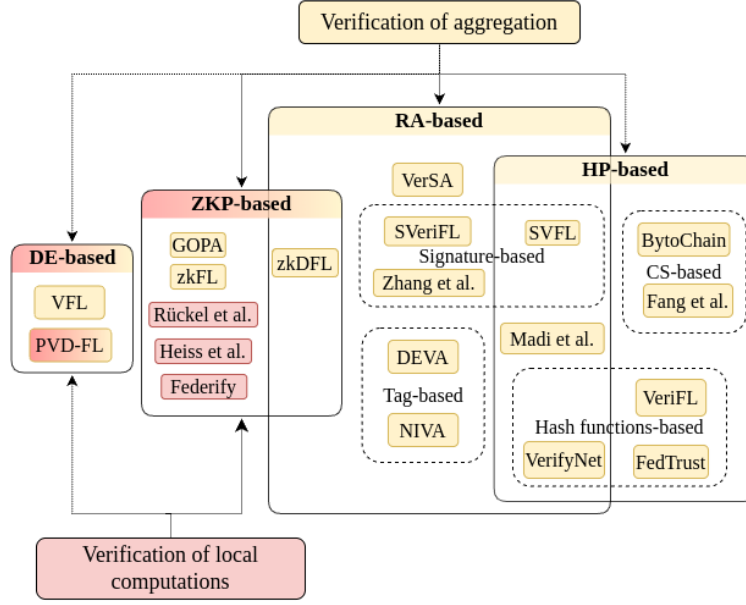 Verification of aggregation
RA-based
HP-based
VerSA
ZKP-based
GOPA
zkFL
zkDFL
Rückel et al.
Heiss et al.
Federify
DE-based
VFL
PVD-FL
SVeriFL
SVFL
Signature-based
Zhang et al.
BytoChain
CS-based
Fang et al.
Madi et al.
DEVA
Tag-based
NIVA
VeriFL
Hash functions-based
VerifyNet
FedTrust
Verification of local
computations